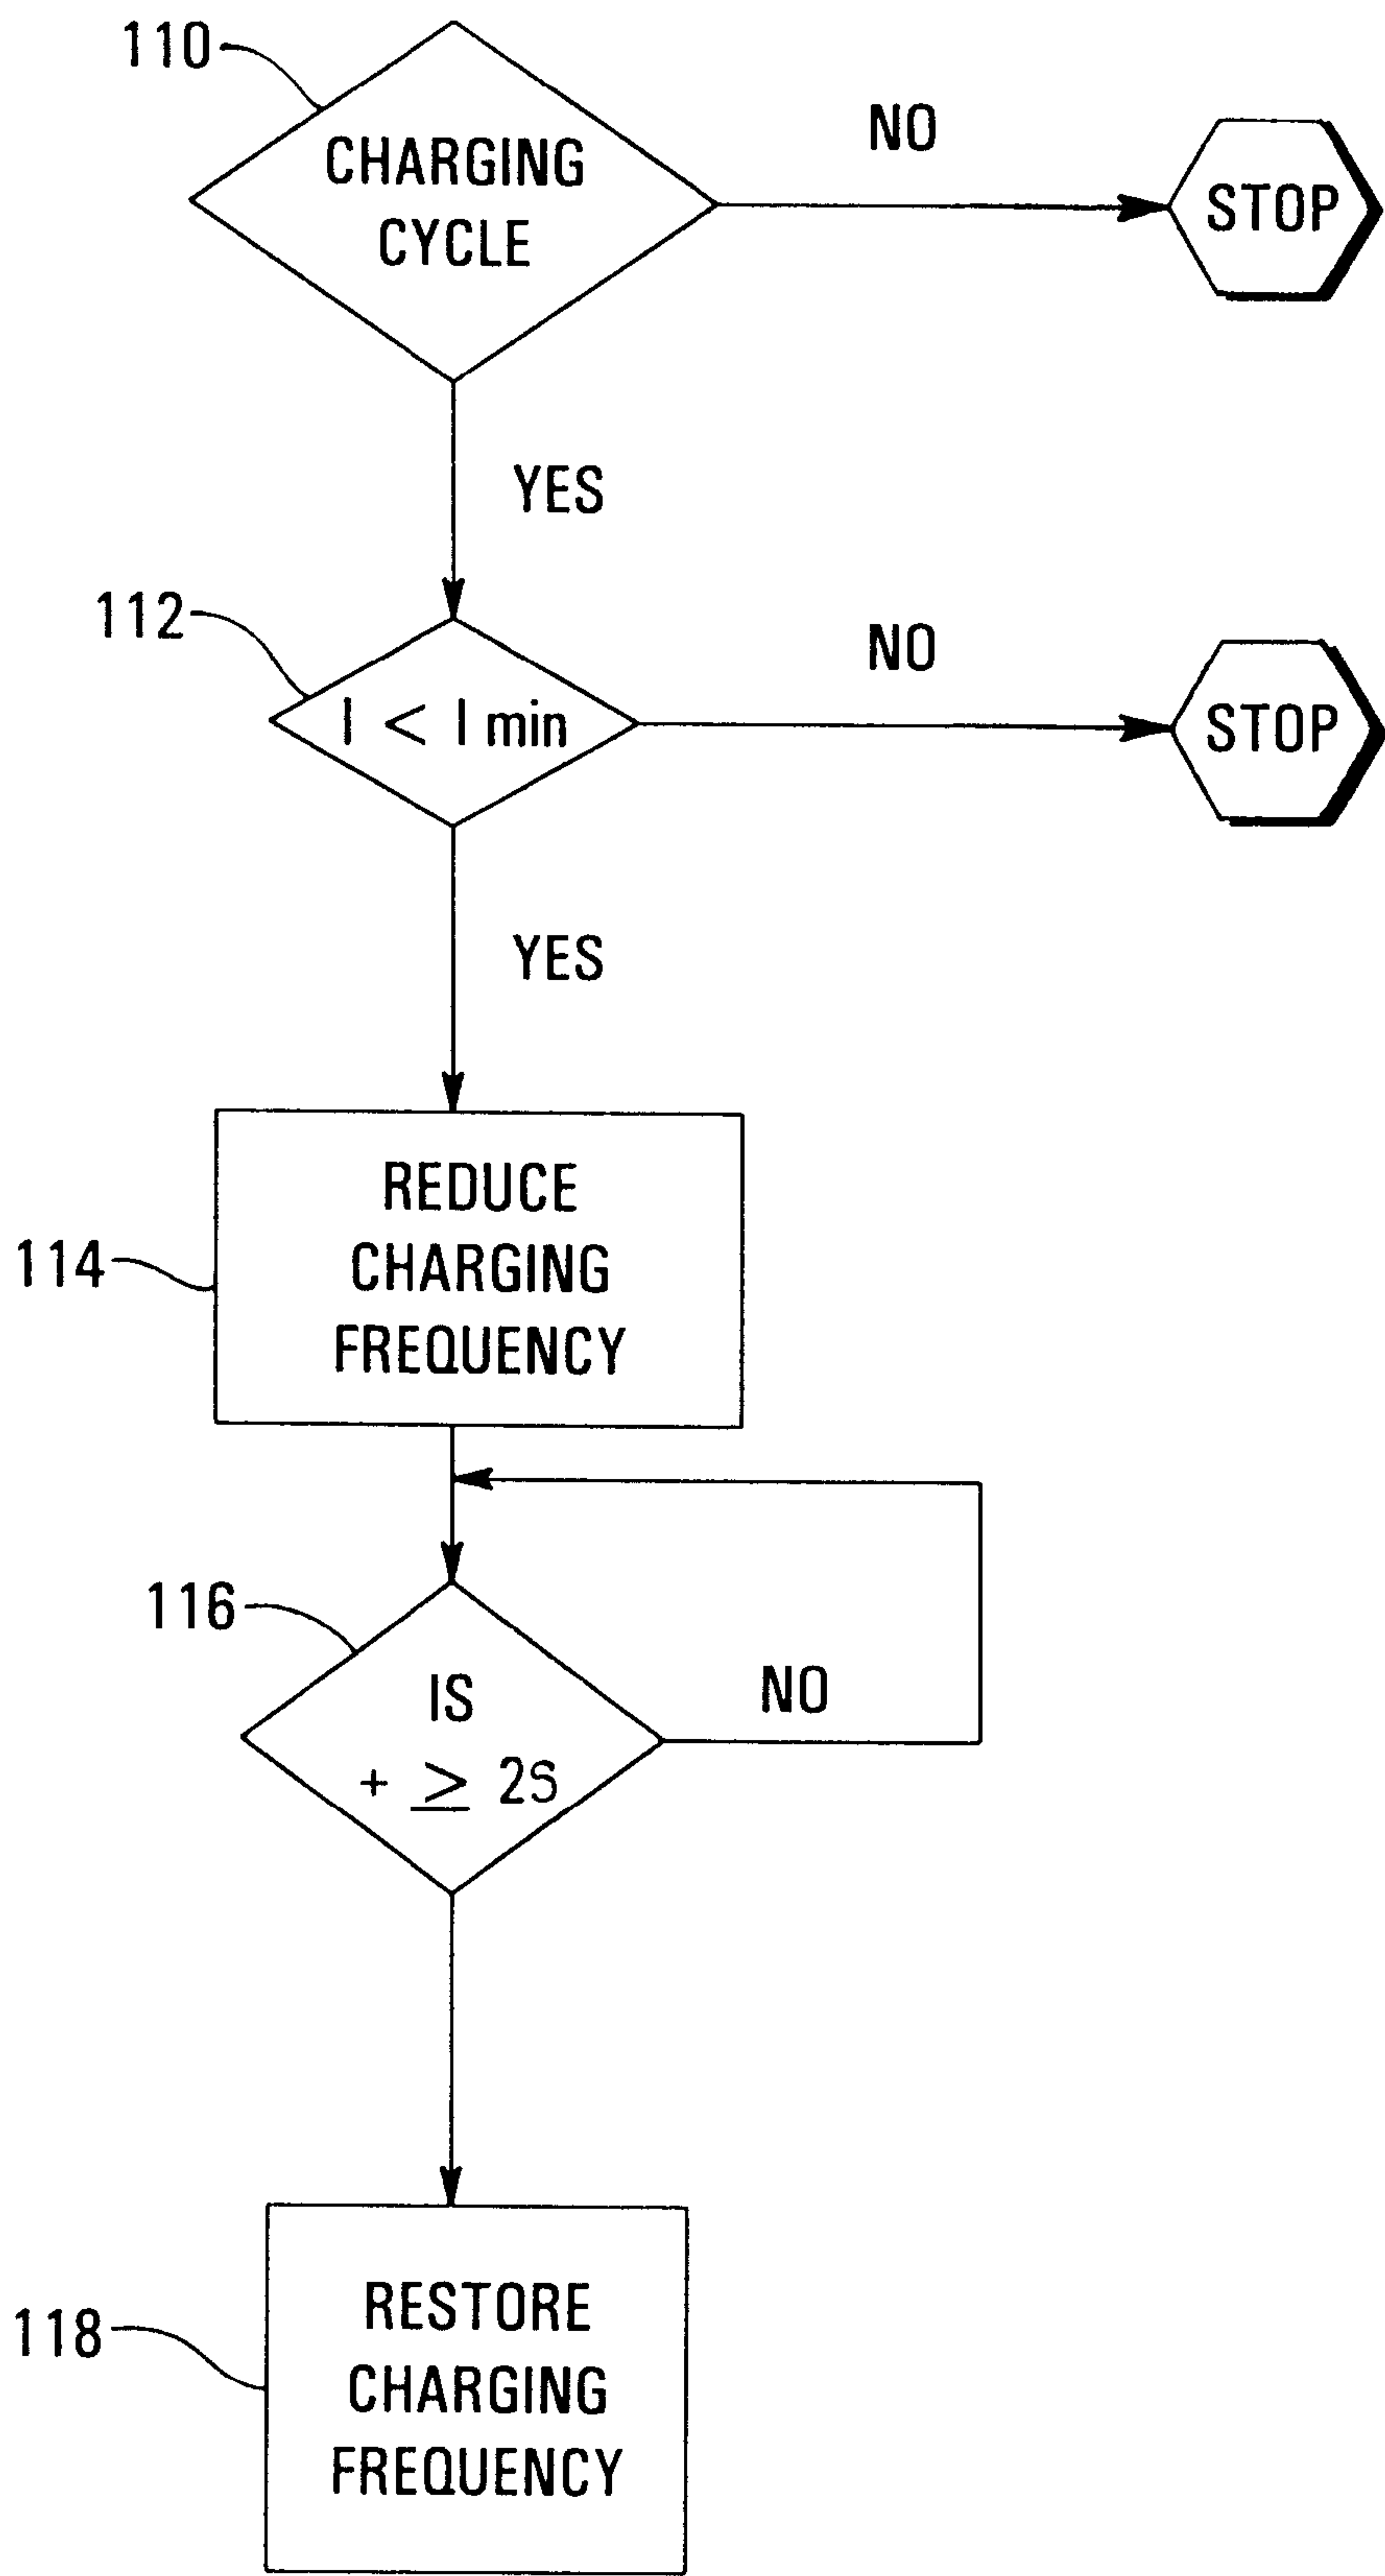 110
CHARGING
CYCLE
NO
STOP
YES
112
I < I min
NO
STOP
YES
114
REDUCE
CHARGING
FREQUENCY
116
IS
+ ≥ 2S
NO
118
RESTORE
CHARGING
FREQUENCY